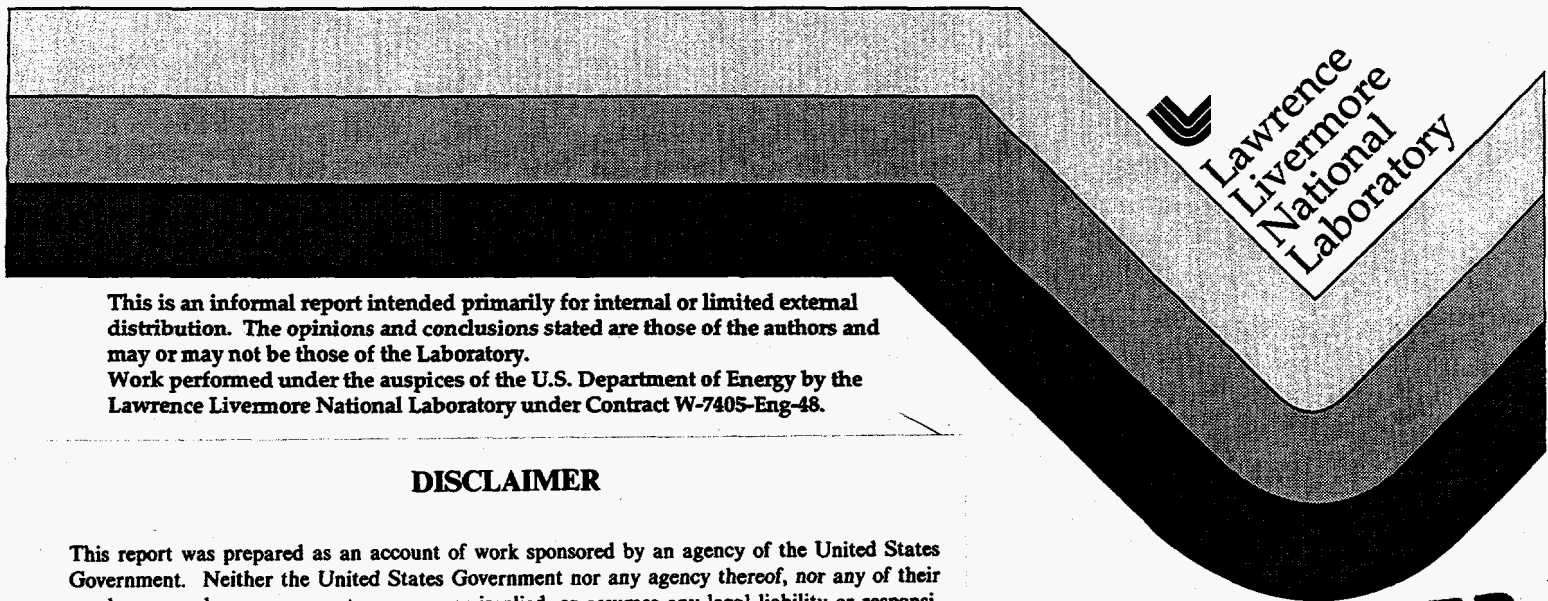 Lawrence
Livermore
National
Laboratory
This is an informal report intended primarily for internal or limited external
distribution. The opinions and conclusions stated are those of the authors and
may or may not be those of the Laboratory.
Work performed under the auspices of the U.S. Department of Energy by the
Lawrence Livermore National Laboratory under Contract W-7405-Eng-48.
DISCLAIMER
This report was prepared as an account of work sponsored by an agency of the United States
Government. Neither the United States Government nor any agency thereof, nor any of their